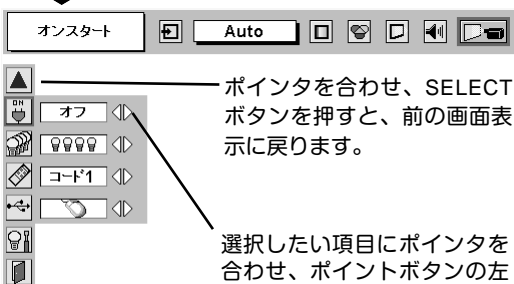 オンスタート
Auto
ポインタを合わせ、SELECT
ボタンを押すと、前の画面表
示に戻ります。
ON
オフ
コード1
選択したい項目にポインタを
合わせ、ポイントボタンの左